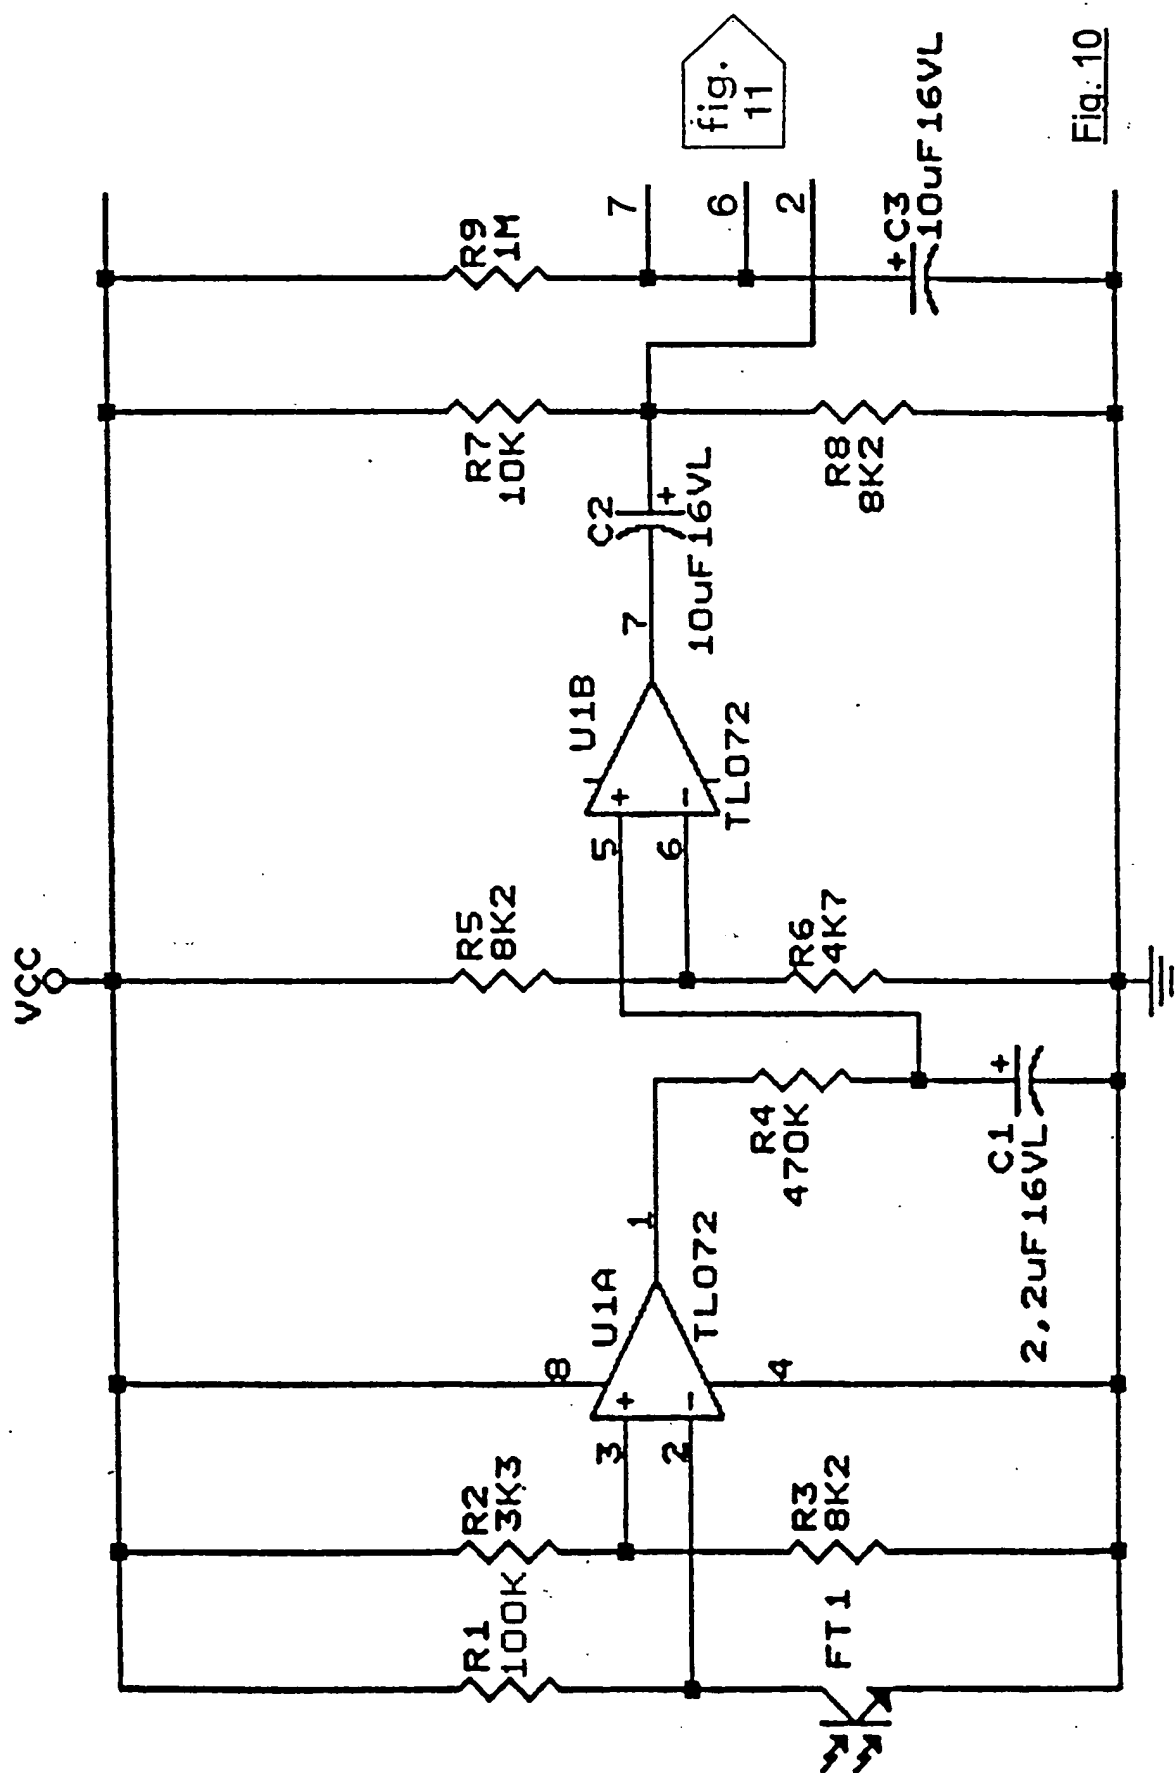 VCC
R1
100K
R2
3K3
R3
8K2
FT1
3
2
8
4
1
+
-
U1A
TL072
R4
470K
C1
+
2,2uF16VL
R5
8K2
R6
4K7
5
6
+
-
U1B
TL072
7
C2
+
10uF16VL
R7
10K
R8
8K2
R9
1M
7
6
2
+
C3
10uF16VL
fig.
11
Fig. 10